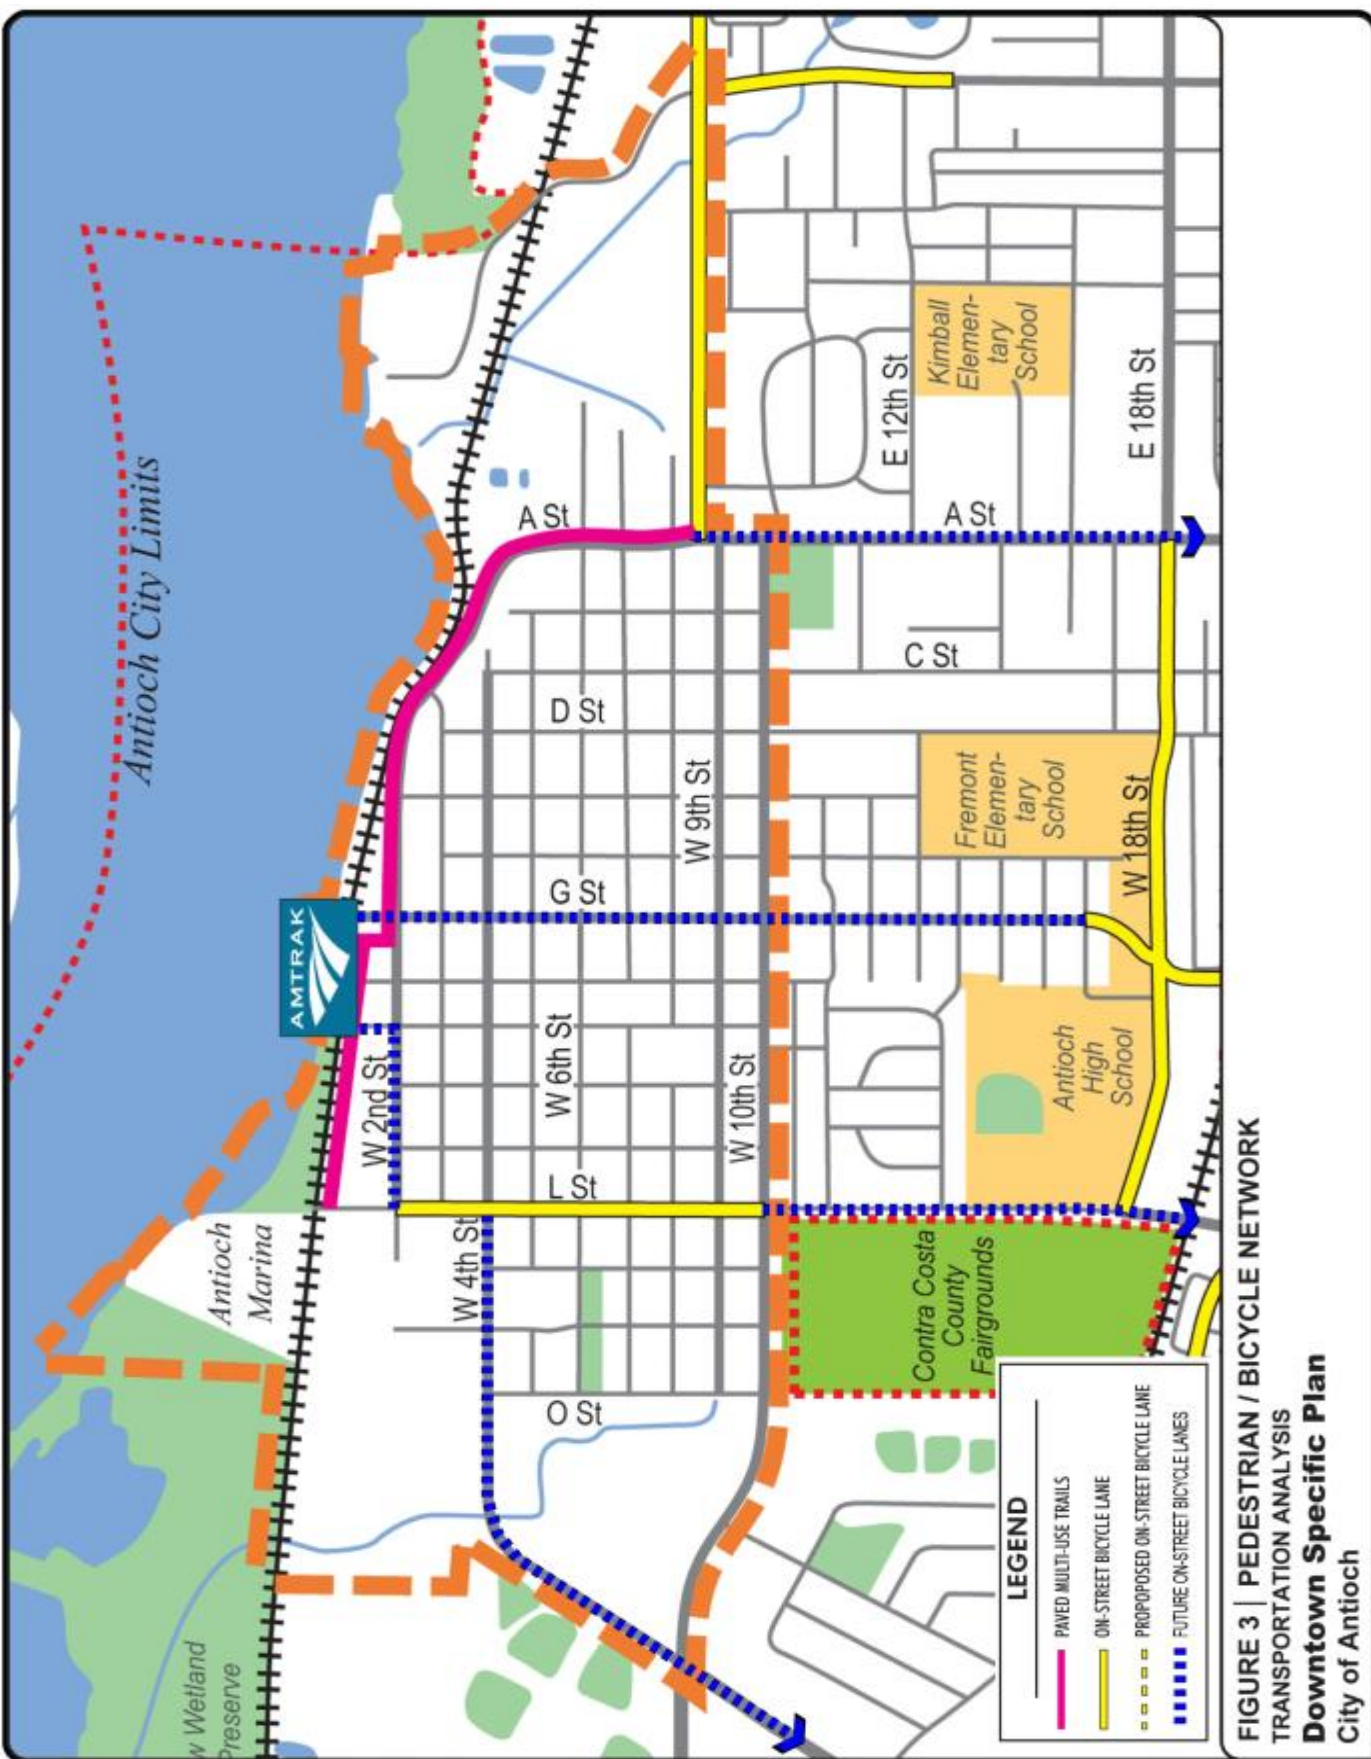 Antioch City Limits
AMTRAK
Antioch
Marina
w Wetland
Preserve
W 2nd St
W 4th St
W 6th St
W 9th St
W 10th St
A St
A St
C St
D St
G St
L St
O St
E 12th St
E 18th St
W 18th St
Kimball
Elemen-
tary
School
Fremont
Elemen-
tary
School
Antioch
High
School
Contra Costa
County
Fairgrounds
LEGEND
PAVED MULTI-USE TRAILS
ON-STREET BICYCLE LANE
PROPOPOSED ON-STREET BICYCLE LANE
FUTURE ON-STREET BICYCLE LANES
FIGURE 3 | PEDESTRIAN / BICYCLE NETWORK
TRANSPORTATION ANALYSIS
Downtown Specific Plan
City of Antioch